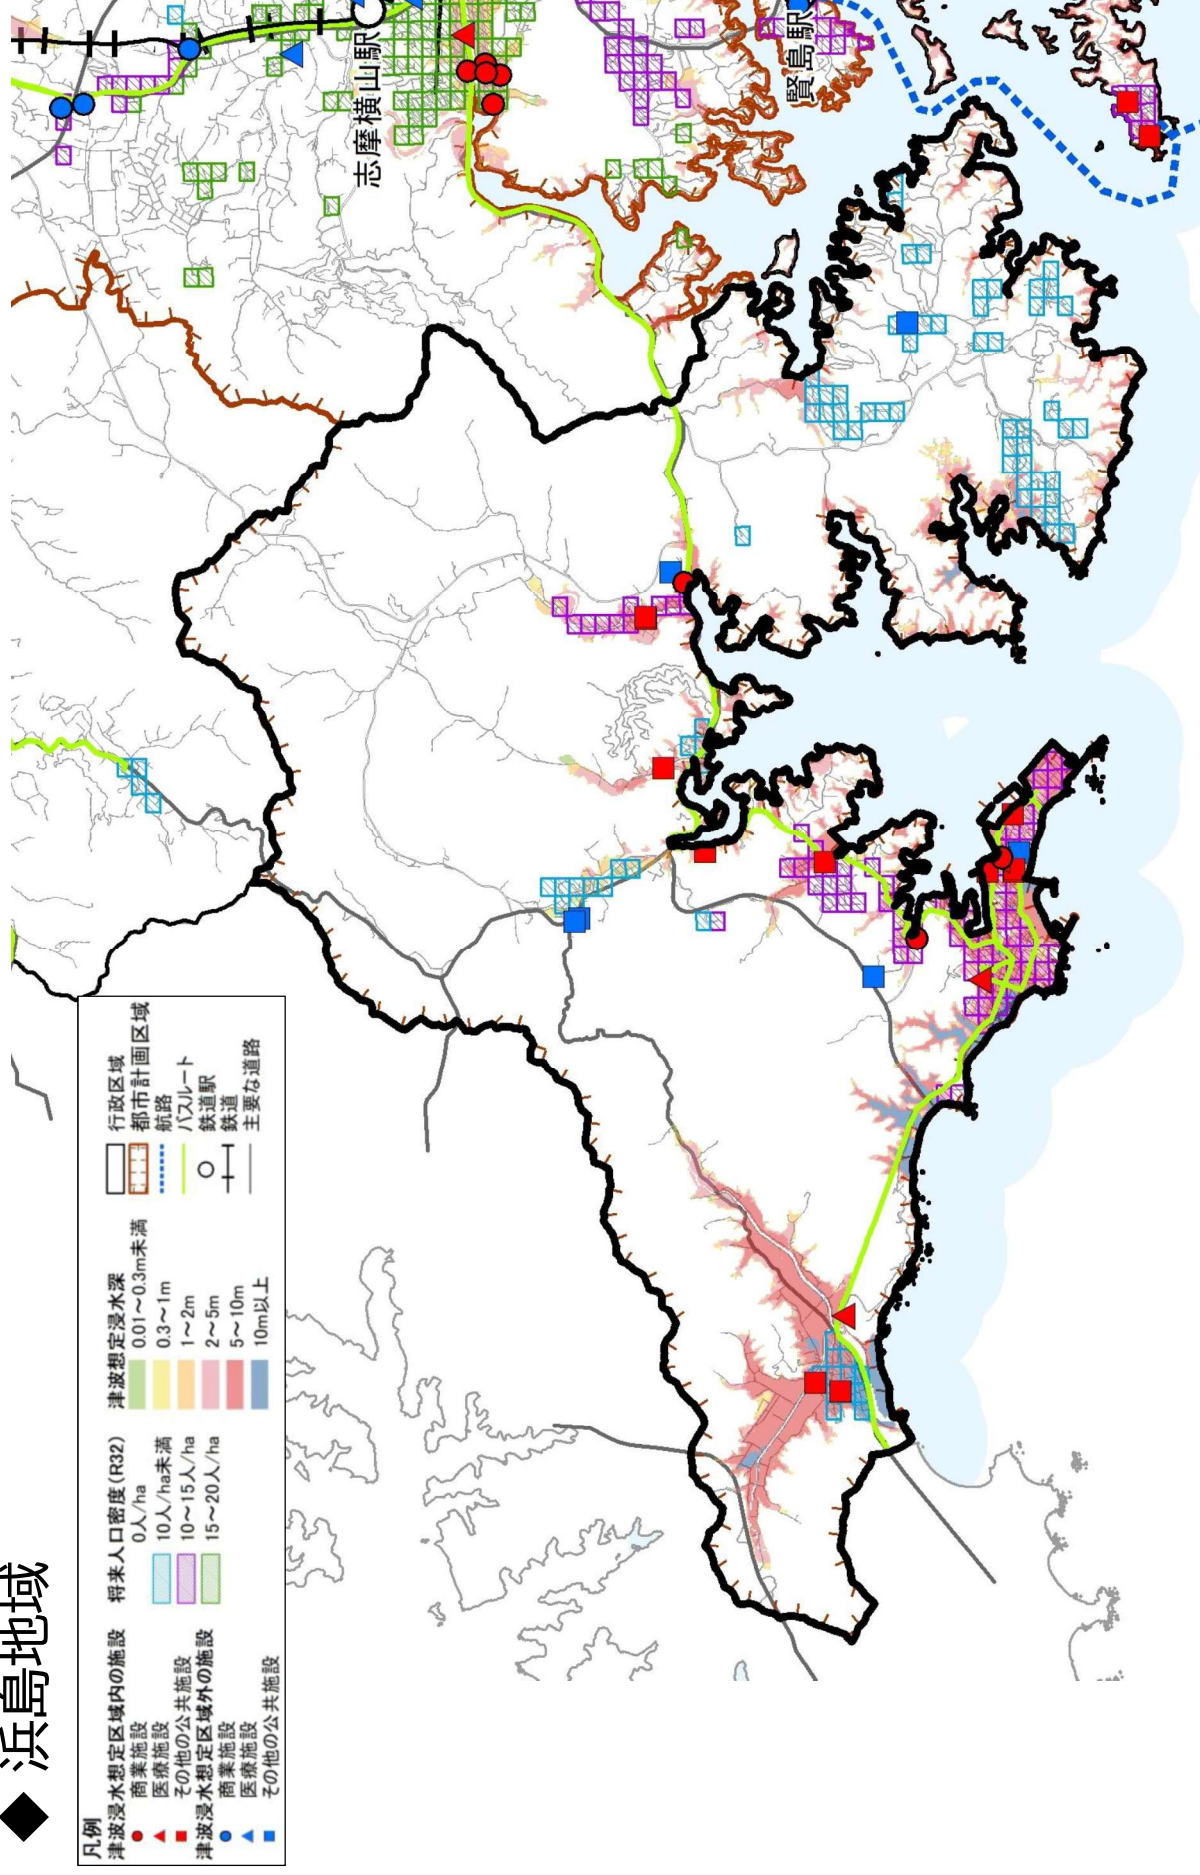 ◆ 浜島地域
凡例
津波浸水想定区域内の施設
商業施設
医療施設
その他の公共施設
津波浸水想定区域外の施設
商業施設
医療施設
その他の公共施設
将来人口密度(R32)
0人/ha
10人/ha未満
10～15人/ha
15～20人/ha
津波想定浸水深
0.01～0.3m未満
0.3～1m
1～2m
2～5m
5～10m
10m以上
行政区域
都市計画区域
航路
バスルート
鉄道駅
鉄道
主要な道路
志摩横山駅
賢島駅